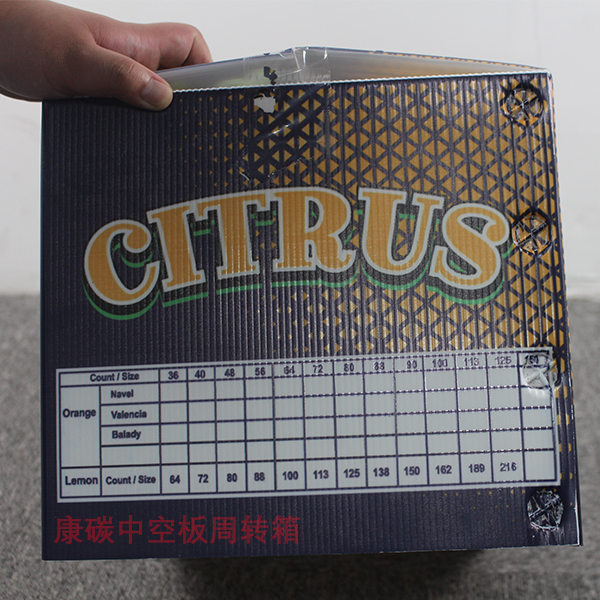 CITRUS
Count / Size 36 40 48 56 64 72 80 88 90 100 113 125 150
Orange
Navel
Valencia
Balady
Lemon Count / Size 64 72 80 88 100 113 125 138 150 162 189 216
康碳中空板周转箱